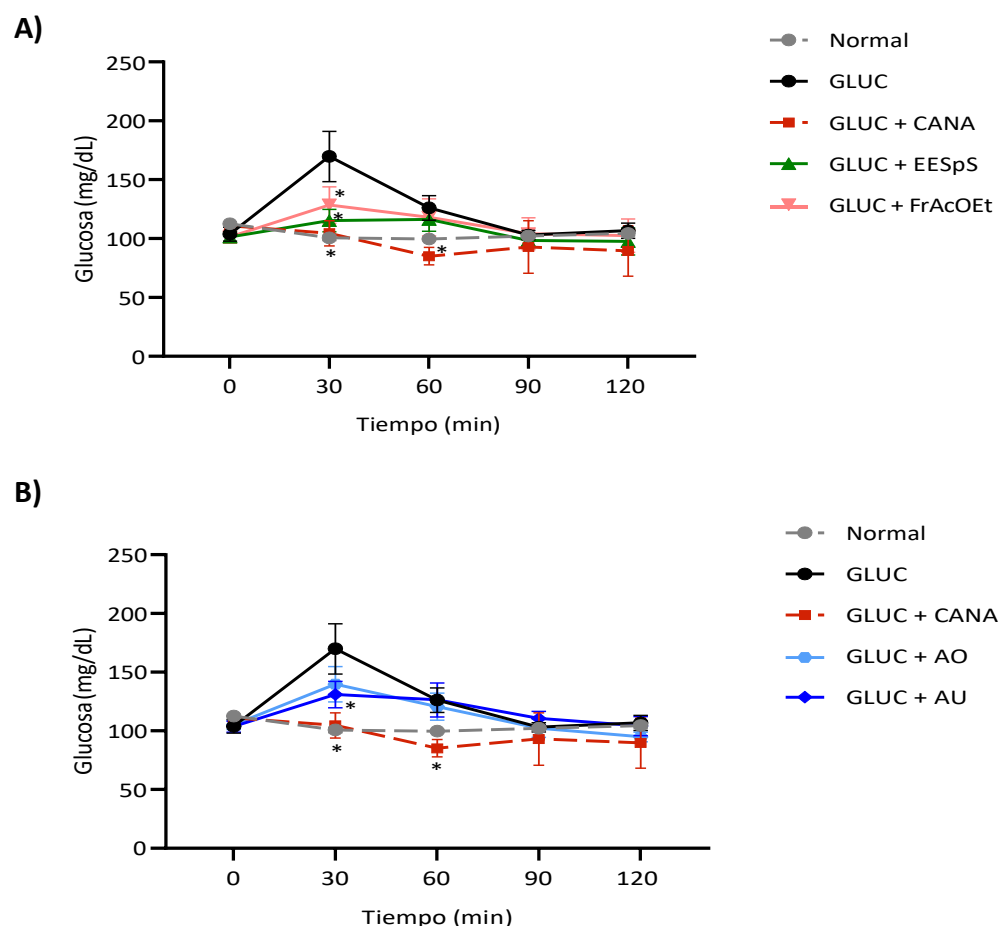 A)
Normal
GLUC
GLUC + CANA
GLUC + EESpS
GLUC + FrAcOEt
250
200
150
100
50
0
Glucosa (mg/dL)
*
*
*
*
0 30 60 90 120
Tiempo (min)
B)
Normal
GLUC
GLUC + CANA
GLUC + AO
GLUC + AU
250
200
150
100
50
0
Glucosa (mg/dL)
*
*
*
0 30 60 90 120
Tiempo (min)